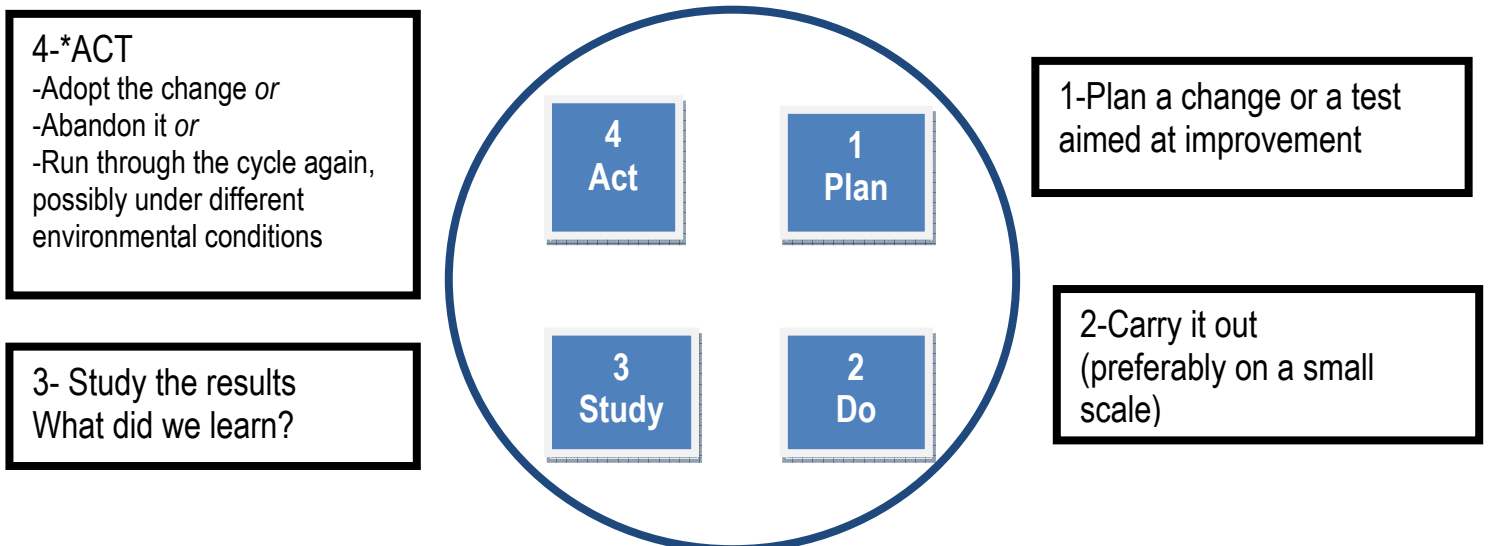 4-*ACT
-Adopt the change or
-Abandon it or
-Run through the cycle again,
possibly under different
environmental conditions
3- Study the results
What did we learn?
4
Act
1
Plan
3
Study
2
Do
1-Plan a change or a test
aimed at improvement
2-Carry it out
(preferably on a small
scale)